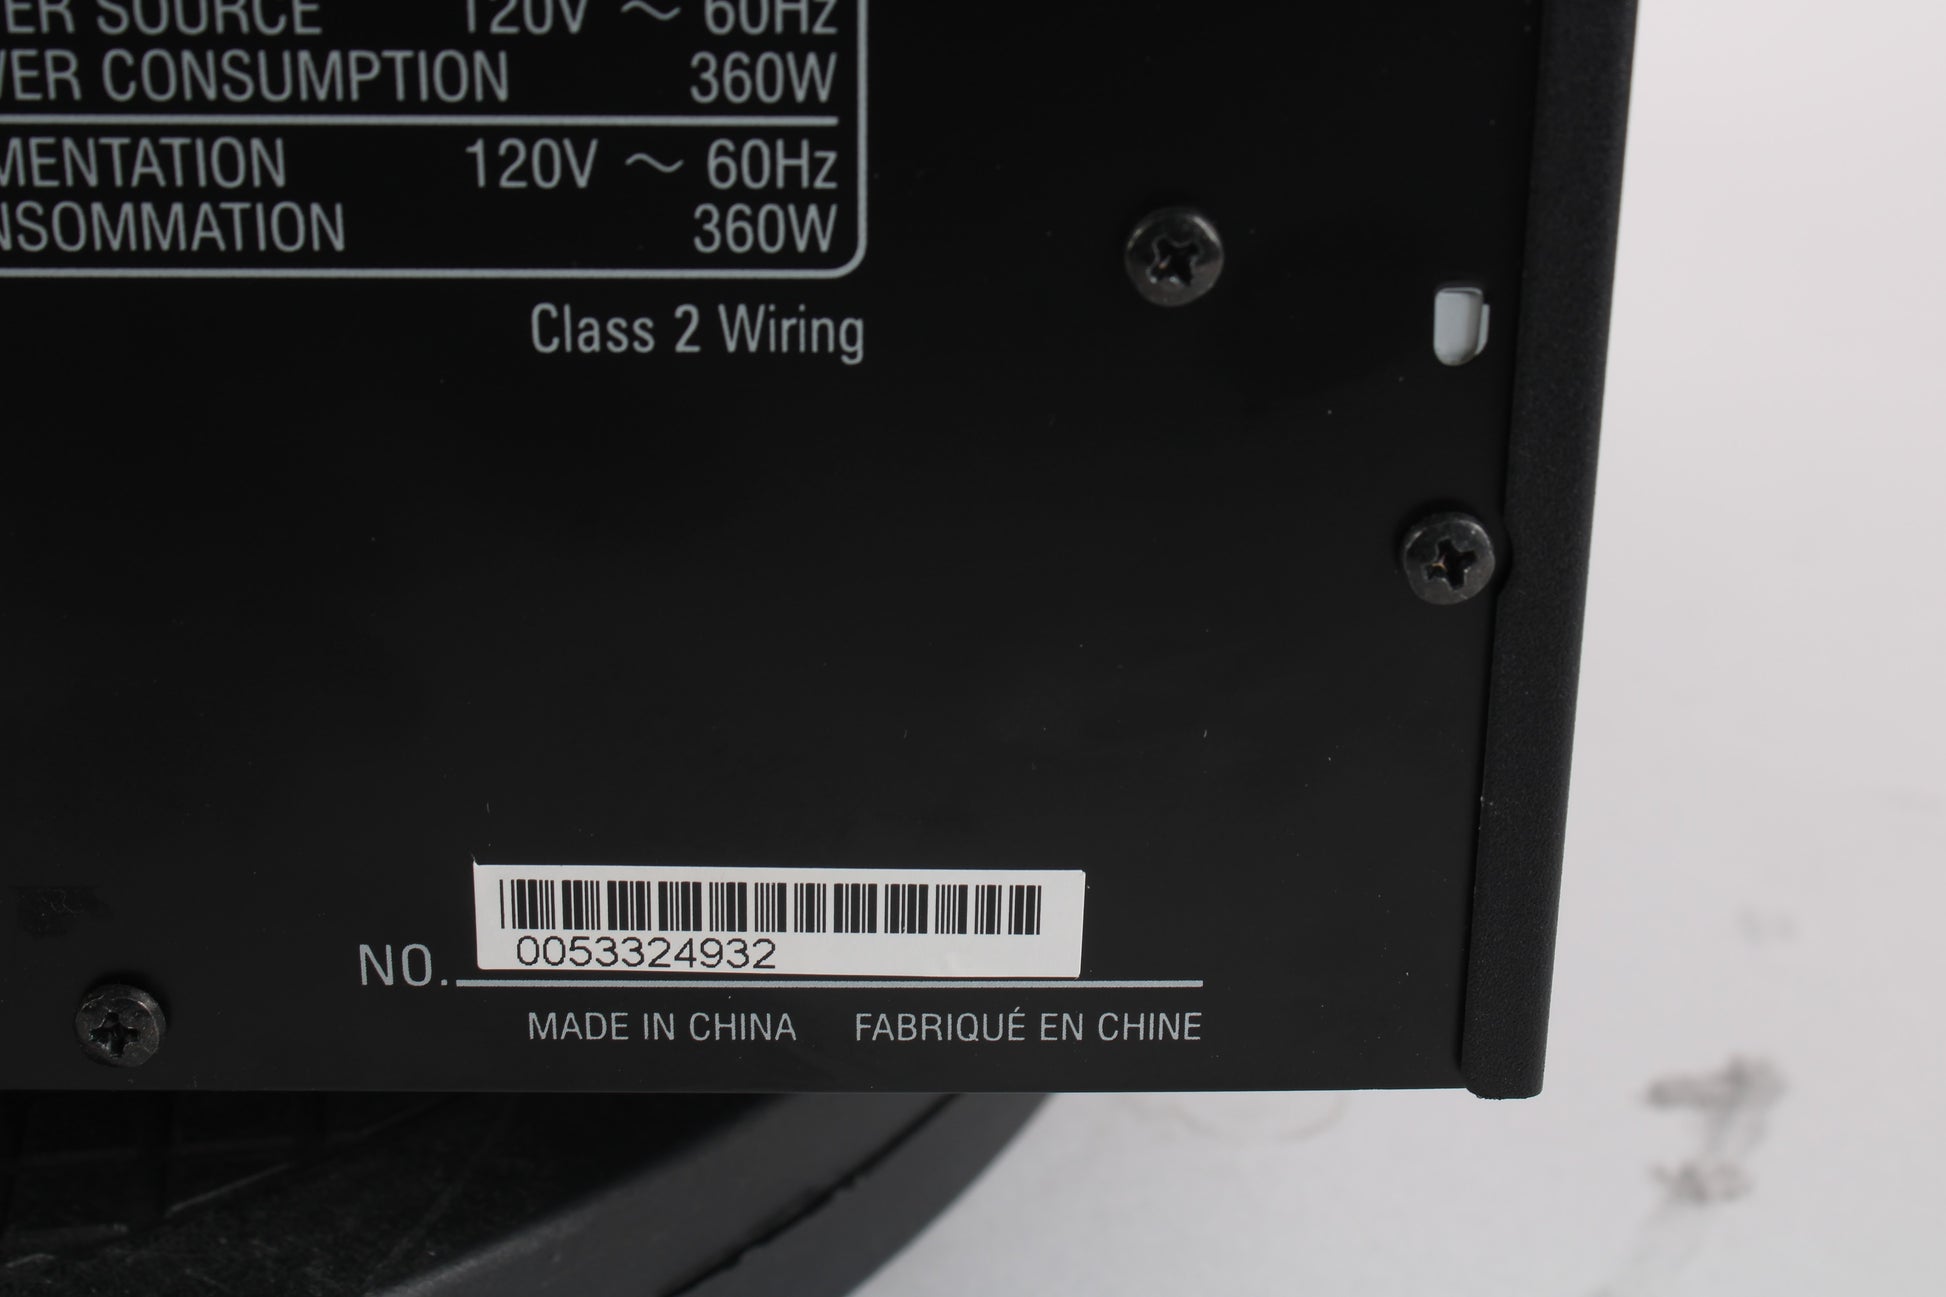 ER SOURCE 120V ~ 60Hz
WER CONSUMPTION 360W
MENTATION 120V ~ 60Hz
NSOMMATION 360W
Class 2 Wiring
NO. 0053324932
MADE IN CHINA FABRIQUÉ EN CHINE